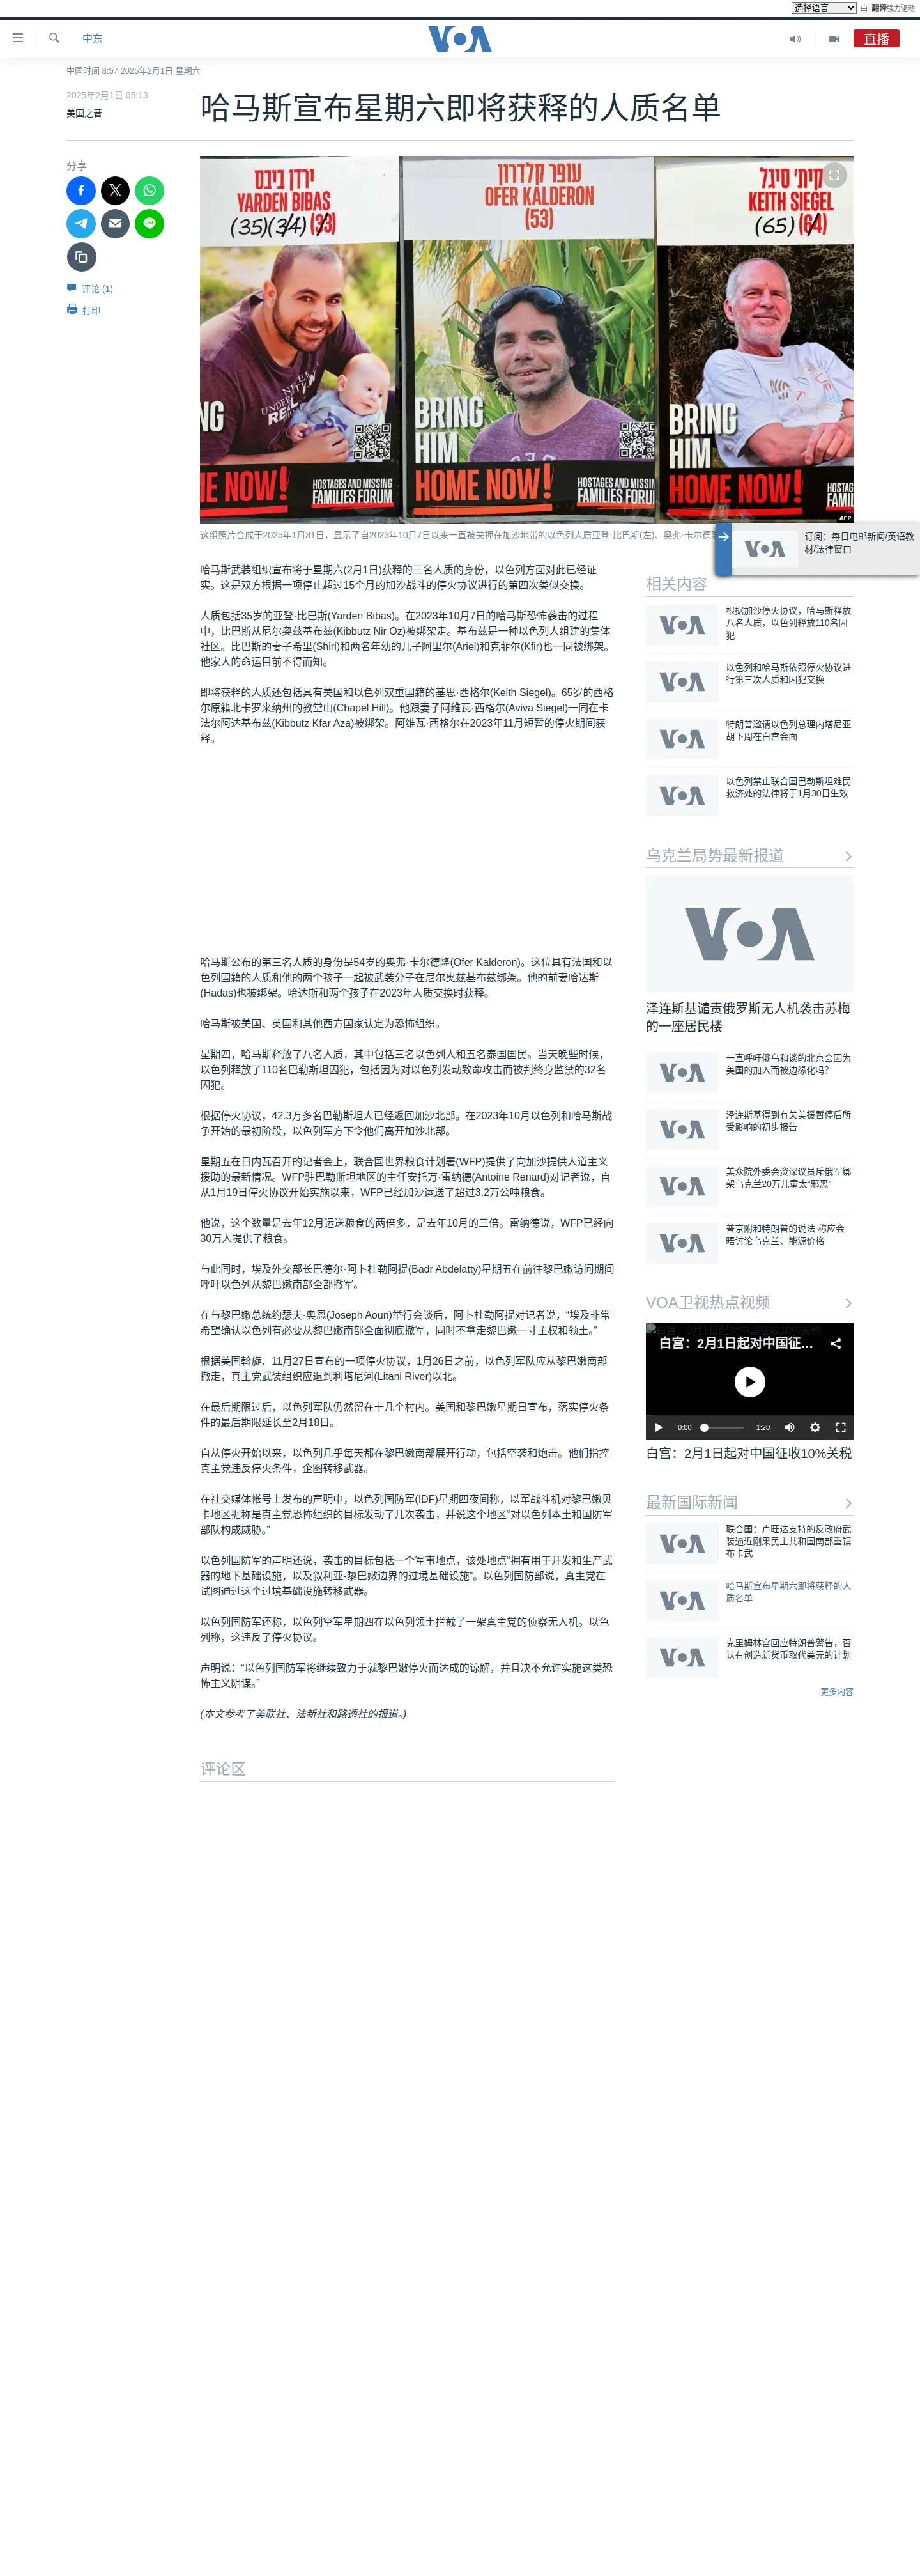 选择语言
由 翻译强力驱动
中东
VOA
直播
中国时间 8:57 2025年2月1日 星期六
2025年2月1日 05:13
美国之音
哈马斯宣布星期六即将获释的人质名单
分享
评论 (1)
打印
ירדן ביבס
YARDEN BIBAS
(35)(34)(33)
עופר קלדרון
OFER KALDERON
(53)
קית' סיגל
KEITH SIEGEL
(65) (64)
NG
E NOW!
HOSTAGES AND MISSING
FAMILIES FORUM
BRING
HIM
HOME NOW!
HOSTAGES AND MISSING
FAMILIES FORUM
BRING
HIM
HOME NOW!
AFP
这组照片合成于2025年1月31日，显示了自2023年10月7日以来一直被关押在加沙地带的以色列人质亚登·比巴斯(左)、奥弗·卡尔德
订阅：每日电邮新闻/英语教
材/法律窗口
哈马斯武装组织宣布将于星期六(2月1日)获释的三名人质的身份，以色列方面对此已经证
实。这是双方根据一项停止超过15个月的加沙战斗的停火协议进行的第四次类似交换。
人质包括35岁的亚登·比巴斯(Yarden Bibas)。在2023年10月7日的哈马斯恐怖袭击的过程
中，比巴斯从尼尔奥兹基布兹(Kibbutz Nir Oz)被绑架走。基布兹是一种以色列人组建的集体
社区。比巴斯的妻子希里(Shiri)和两名年幼的儿子阿里尔(Ariel)和克菲尔(Kfir)也一同被绑架。
他家人的命运目前不得而知。
即将获释的人质还包括具有美国和以色列双重国籍的基思·西格尔(Keith Siegel)。65岁的西格
尔原籍北卡罗来纳州的教堂山(Chapel Hill)。他跟妻子阿维瓦·西格尔(Aviva Siegel)一同在卡
法尔阿达基布兹(Kibbutz Kfar Aza)被绑架。阿维瓦·西格尔在2023年11月短暂的停火期间获
释。
哈马斯公布的第三名人质的身份是54岁的奥弗·卡尔德隆(Ofer Kalderon)。这位具有法国和以
色列国籍的人质和他的两个孩子一起被武装分子在尼尔奥兹基布兹绑架。他的前妻哈达斯
(Hadas)也被绑架。哈达斯和两个孩子在2023年人质交换时获释。
哈马斯被美国、英国和其他西方国家认定为恐怖组织。
星期四，哈马斯释放了八名人质，其中包括三名以色列人和五名泰国国民。当天晚些时候，
以色列释放了110名巴勒斯坦囚犯，包括因为对以色列发动致命攻击而被判终身监禁的32名
囚犯。
根据停火协议，42.3万多名巴勒斯坦人已经返回加沙北部。在2023年10月以色列和哈马斯战
争开始的最初阶段，以色列军方下令他们离开加沙北部。
星期五在日内瓦召开的记者会上，联合国世界粮食计划署(WFP)提供了向加沙提供人道主义
援助的最新情况。WFP驻巴勒斯坦地区的主任安托万·雷纳德(Antoine Renard)对记者说，自
从1月19日停火协议开始实施以来，WFP已经向加沙运送了超过3.2万公吨粮食。
他说，这个数量是去年12月运送粮食的两倍多，是去年10月的三倍。雷纳德说，WFP已经向
30万人提供了粮食。
与此同时，埃及外交部长巴德尔·阿卜杜勒阿提(Badr Abdelatty)星期五在前往黎巴嫩访问期间
呼吁以色列从黎巴嫩南部全部撤军。
在与黎巴嫩总统约瑟夫·奥恩(Joseph Aoun)举行会谈后，阿卜杜勒阿提对记者说，“埃及非常
希望确认以色列有必要从黎巴嫩南部全面彻底撤军，同时不拿走黎巴嫩一寸主权和领土。”
根据美国斡旋、11月27日宣布的一项停火协议，1月26日之前，以色列军队应从黎巴嫩南部
撤走，真主党武装组织应退到利塔尼河(Litani River)以北。
在最后期限过后，以色列军队仍然留在十几个村内。美国和黎巴嫩星期日宣布，落实停火条
件的最后期限延长至2月18日。
自从停火开始以来，以色列几乎每天都在黎巴嫩南部展开行动，包括空袭和炮击。他们指控
真主党违反停火条件，企图转移武器。
在社交媒体帐号上发布的声明中，以色列国防军(IDF)星期四夜间称，以军战斗机对黎巴嫩贝
卡地区据称是真主党恐怖组织的目标发动了几次袭击，并说这个地区“对以色列本土和国防军
部队构成威胁。”
以色列国防军的声明还说，袭击的目标包括一个军事地点，该处地点“拥有用于开发和生产武
器的地下基础设施，以及叙利亚-黎巴嫩边界的过境基础设施”。以色列国防部说，真主党在
试图通过这个过境基础设施转移武器。
以色列国防军还称，以色列空军星期四在以色列领土拦截了一架真主党的侦察无人机。以色
列称，这违反了停火协议。
声明说：“以色列国防军将继续致力于就黎巴嫩停火而达成的谅解，并且决不允许实施这类恐
怖主义阴谋。”
(本文参考了美联社、法新社和路透社的报道。)
评论区
相关内容
根据加沙停火协议，哈马斯释放
八名人质，以色列释放110名囚
犯
以色列和哈马斯依照停火协议进
行第三次人质和囚犯交换
特朗普邀请以色列总理内塔尼亚
胡下周在白宫会面
以色列禁止联合国巴勒斯坦难民
救济处的法律将于1月30日生效
乌克兰局势最新报道
泽连斯基谴责俄罗斯无人机袭击苏梅
的一座居民楼
一直呼吁俄乌和谈的北京会因为
美国的加入而被边缘化吗？
泽连斯基得到有关美援暂停后所
受影响的初步报告
美众院外委会资深议员斥俄军绑
架乌克兰20万儿童太“邪恶”
普京附和特朗普的说法 称应会
晤讨论乌克兰、能源价格
VOA卫视热点视频
白宫：2月1日起对中国征...
0:00
1:20
白宫：2月1日起对中国征收10%关税
最新国际新闻
联合国：卢旺达支持的反政府武
装逼近刚果民主共和国南部重镇
布卡武
哈马斯宣布星期六即将获释的人
质名单
克里姆林宫回应特朗普警告，否
认有创造新货币取代美元的计划
更多内容